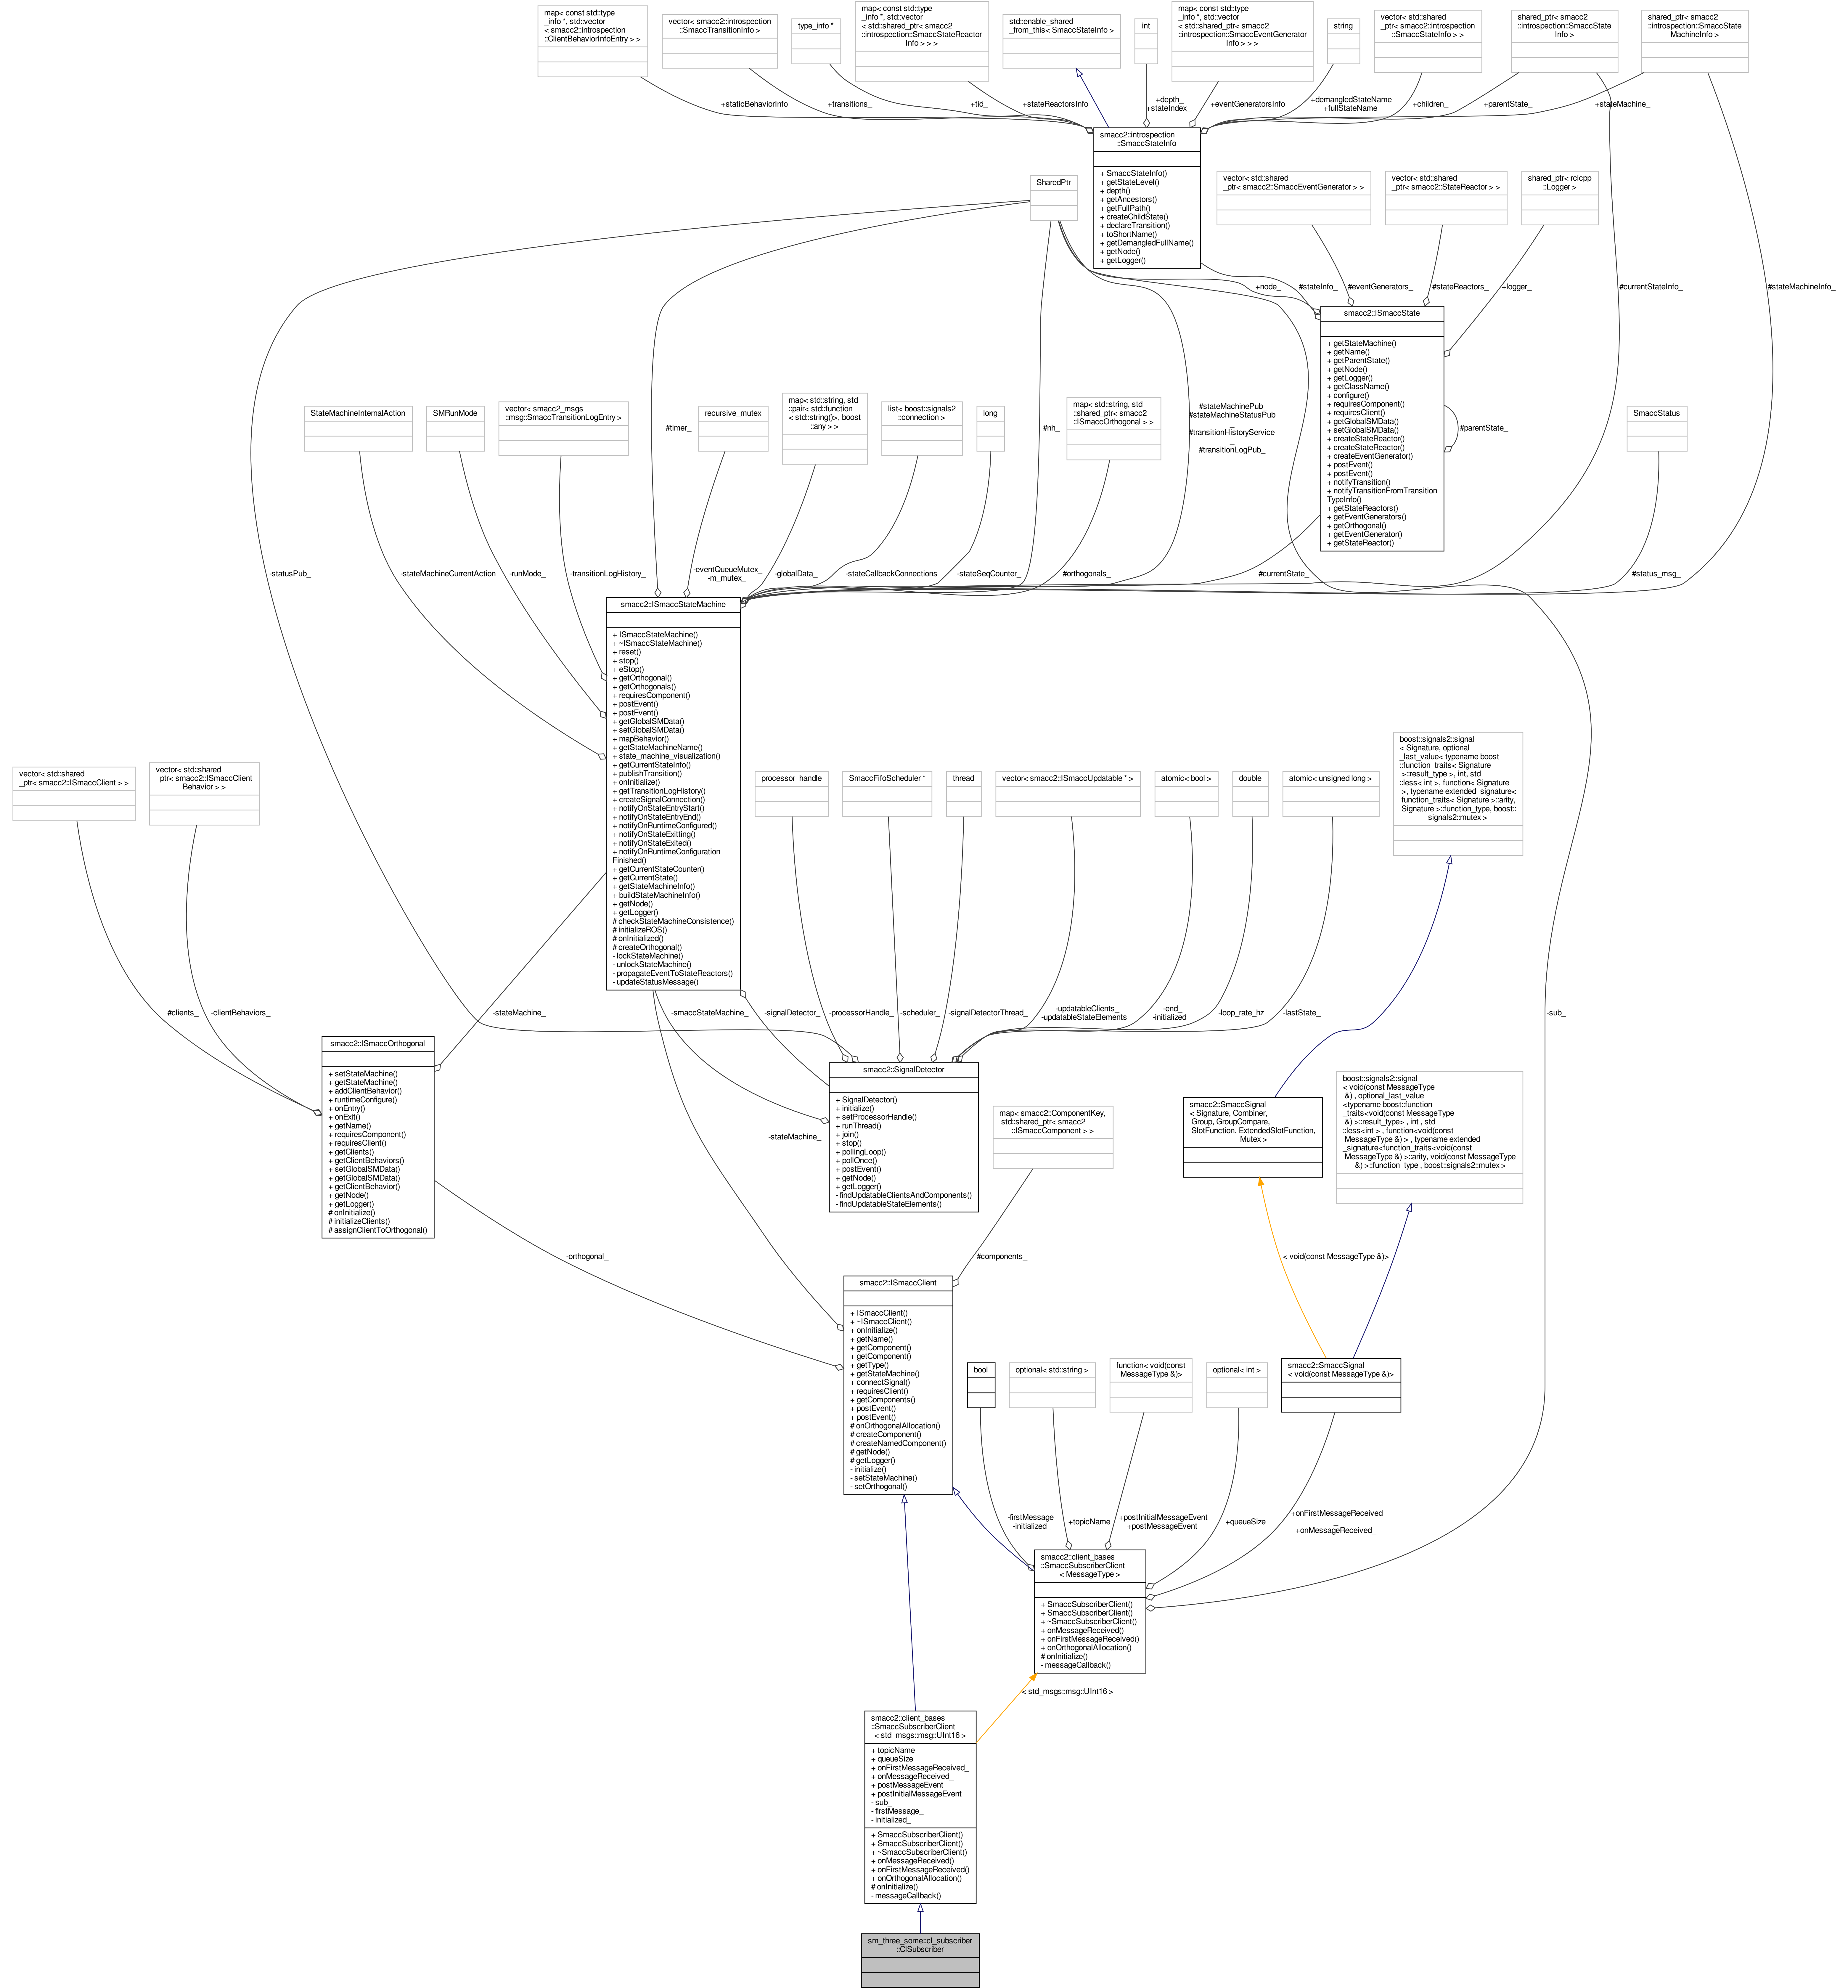 map< const std::type
_info *, std::vector
< smacc2::introspection
::ClientBehaviorInfoEntry > >
vector< smacc2::introspection
::SmaccTransitionInfo >
type_info *
map< const std::type
_info *, std::vector
< std::shared_ptr< smacc2
::introspection::SmaccStateReactor
Info > > >
std::enable_shared
_from_this< SmaccStateInfo >
int
map< const std::type
_info *, std::vector
< std::shared_ptr< smacc2
::introspection::SmaccEventGenerator
Info > > >
string
vector< std::shared
_ptr< smacc2::introspection
::SmaccStateInfo > >
shared_ptr< smacc2
::introspection::SmaccState
Info >
shared_ptr< smacc2
::introspection::SmaccState
MachineInfo >
+staticBehaviorInfo
+transitions_
+tid_
+stateReactorsInfo
+depth_
+stateIndex_
+eventGeneratorsInfo
+demangledStateName
+fullStateName
+children_
+parentState_
+stateMachine_
smacc2::introspection
::SmaccStateInfo
+ SmaccStateInfo()
+ getStateLevel()
+ depth()
+ getAncestors()
+ getFullPath()
+ createChildState()
+ declareTransition()
+ toShortName()
+ getDemangledFullName()
+ getNode()
+ getLogger()
SharedPtr
vector< std::shared
_ptr< smacc2::SmaccEventGenerator > >
vector< std::shared
_ptr< smacc2::StateReactor > >
shared_ptr< rclcpp
::Logger >
+node_
#stateInfo_
#eventGenerators_
#stateReactors_
+logger_
#currentStateInfo_
#stateMachineInfo_
smacc2::ISmaccState
+ getStateMachine()
+ getName()
+ getParentState()
+ getNode()
+ getLogger()
+ getClassName()
+ configure()
+ requiresComponent()
+ requiresClient()
+ getGlobalSMData()
+ setGlobalSMData()
+ createStateReactor()
+ createStateReactor()
+ createEventGenerator()
+ postEvent()
+ postEvent()
+ notifyTransition()
+ notifyTransitionFromTransition
TypeInfo()
+ getStateReactors()
+ getEventGenerators()
+ getOrthogonal()
+ getEventGenerator()
+ getStateReactor()
#parentState_
StateMachineInternalAction
SMRunMode
vector< smacc2_msgs
::msg::SmaccTransitionLogEntry >
#timer_
recursive_mutex
map< std::string, std
::pair< std::function
< std::string()>, boost
::any > >
list< boost::signals2
::connection >
long
#nh_
map< std::string, std
::shared_ptr< smacc2
::ISmaccOrthogonal > >
#stateMachinePub_
#stateMachineStatusPub
_
#transitionHistoryService
_
#transitionLogPub_
SmaccStatus
-statusPub_
-stateMachineCurrentAction
-runMode_
-transitionLogHistory_
-eventQueueMutex_
-m_mutex_
-globalData_
-stateCallbackConnections
-stateSeqCounter_
#orthogonals_
#currentState_
#status_msg_
smacc2::ISmaccStateMachine
+ ISmaccStateMachine()
+ ~ISmaccStateMachine()
+ reset()
+ stop()
+ eStop()
+ getOrthogonal()
+ getOrthogonals()
+ requiresComponent()
+ postEvent()
+ postEvent()
+ getGlobalSMData()
+ setGlobalSMData()
+ mapBehavior()
+ getStateMachineName()
+ state_machine_visualization()
+ getCurrentStateInfo()
+ publishTransition()
+ onInitialize()
+ getTransitionLogHistory()
+ createSignalConnection()
+ notifyOnStateEntryStart()
+ notifyOnStateEntryEnd()
+ notifyOnRuntimeConfigured()
+ notifyOnStateExitting()
+ notifyOnStateExited()
+ notifyOnRuntimeConfiguration
Finished()
+ getCurrentStateCounter()
+ getCurrentState()
+ getStateMachineInfo()
+ buildStateMachineInfo()
+ getNode()
+ getLogger()
# checkStateMachineConsistence()
# initializeROS()
# onInitialized()
# createOrthogonal()
- lockStateMachine()
- unlockStateMachine()
- propagateEventToStateReactors()
- updateStatusMessage()
vector< std::shared
_ptr< smacc2::ISmaccClient > >
vector< std::shared
_ptr< smacc2::ISmaccClient
Behavior > >
processor_handle
SmaccFifoScheduler *
thread
vector< smacc2::ISmaccUpdatable * >
atomic< bool >
double
atomic< unsigned long >
boost::signals2::signal
< Signature, optional
_last_value< typename boost
::function_traits< Signature
>::result_type >, int, std
::less< int >, function< Signature
>, typename extended_signature<
function_traits< Signature >::arity,
Signature >::function_type, boost::
signals2::mutex >
#clients_
-clientBehaviors_
-stateMachine_
-smaccStateMachine_
-signalDetector_
-processorHandle_
-scheduler_
-signalDetectorThread_
-updatableClients_
-updatableStateElements_
-end_
-initialized_
-loop_rate_hz
-lastState_
-sub_
smacc2::ISmaccOrthogonal
+ setStateMachine()
+ getStateMachine()
+ addClientBehavior()
+ runtimeConfigure()
+ onEntry()
+ onExit()
+ getName()
+ requiresComponent()
+ requiresClient()
+ getClients()
+ getClientBehaviors()
+ setGlobalSMData()
+ getGlobalSMData()
+ getClientBehavior()
+ getNode()
+ getLogger()
# onInitialize()
# initializeClients()
# assignClientToOrthogonal()
smacc2::SignalDetector
+ SignalDetector()
+ initialize()
+ setProcessorHandle()
+ runThread()
+ join()
+ stop()
+ pollingLoop()
+ pollOnce()
+ postEvent()
+ getNode()
+ getLogger()
- findUpdatableClientsAndComponents()
- findUpdatableStateElements()
-stateMachine_
map< smacc2::ComponentKey,
std::shared_ptr< smacc2
::ISmaccComponent > >
smacc2::SmaccSignal
< Signature, Combiner,
Group, GroupCompare,
SlotFunction, ExtendedSlotFunction,
Mutex >
boost::signals2::signal
< void(const MessageType
&) , optional_last_value
<typename boost::function
_traits<void(const MessageType
&) >::result_type> , int , std
::less<int > , function<void(const
MessageType &) > , typename extended
_signature<function_traits<void(const
MessageType &) >::arity, void(const MessageType
&) >::function_type , boost::signals2::mutex >
-orthogonal_
#components_
< void(const MessageType &)>
smacc2::ISmaccClient
+ ISmaccClient()
+ ~ISmaccClient()
+ onInitialize()
+ getName()
+ getComponent()
+ getComponent()
+ getType()
+ getStateMachine()
+ connectSignal()
+ requiresClient()
+ getComponents()
+ postEvent()
+ postEvent()
# onOrthogonalAllocation()
# createComponent()
# createNamedComponent()
# getNode()
# getLogger()
- initialize()
- setStateMachine()
- setOrthogonal()
bool
optional< std::string >
function< void(const
MessageType &)>
optional< int >
smacc2::SmaccSignal
< void(const MessageType &)>
-firstMessage_
-initialized_
+topicName
+postInitialMessageEvent
+postMessageEvent
+queueSize
+onFirstMessageReceived
_
+onMessageReceived_
smacc2::client_bases
::SmaccSubscriberClient
< MessageType >
+ SmaccSubscriberClient()
+ SmaccSubscriberClient()
+ ~SmaccSubscriberClient()
+ onMessageReceived()
+ onFirstMessageReceived()
+ onOrthogonalAllocation()
# onInitialize()
- messageCallback()
< std_msgs::msg::UInt16 >
smacc2::client_bases
::SmaccSubscriberClient
< std_msgs::msg::UInt16 >
+ topicName
+ queueSize
+ onFirstMessageReceived_
+ onMessageReceived_
+ postMessageEvent
+ postInitialMessageEvent
- sub_
- firstMessage_
- initialized_
+ SmaccSubscriberClient()
+ SmaccSubscriberClient()
+ ~SmaccSubscriberClient()
+ onMessageReceived()
+ onFirstMessageReceived()
+ onOrthogonalAllocation()
# onInitialize()
- messageCallback()
sm_three_some::cl_subscriber
::ClSubscriber